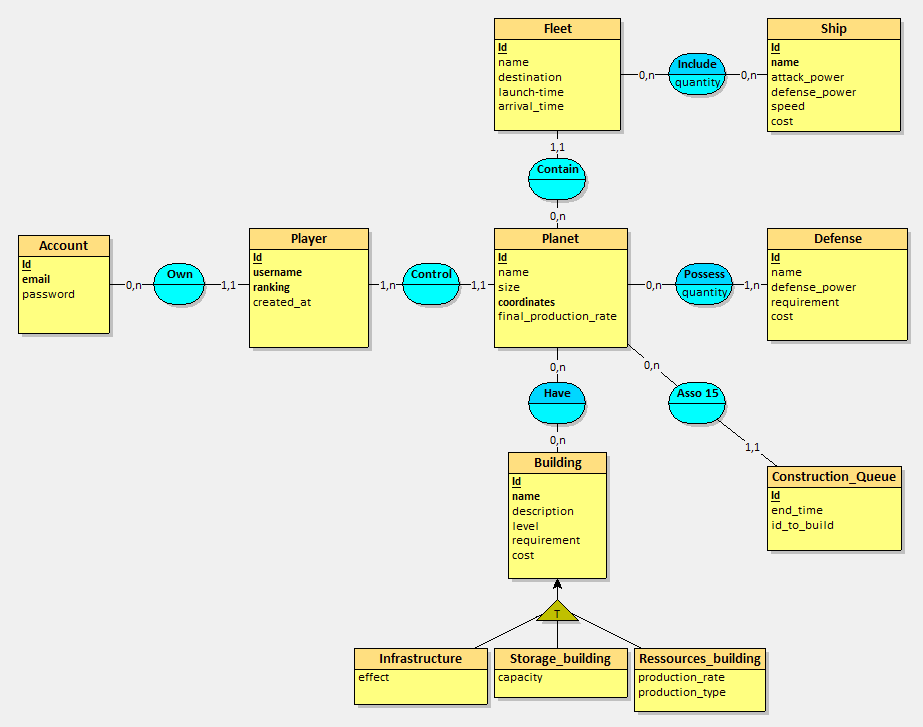 Fleet
Id
name
destination
launch-time
arrival_time
0,n
Include
quantity
0,n
Ship
Id
name
attack_power
defense_power
speed
cost
1,1
Contain
0,n
Account
Id
email
password
0,n
Own
1,1
Player
Id
username
ranking
created_at
1,n
Control
1,1
Planet
Id
name
size
coordinates
final_production_rate
0,n
Possess
quantity
1,n
Defense
Id
name
defense_power
requirement
cost
0,n
Have
0,n
0,n
Asso 15
1,1
Construction_Queue
Id
end_time
id_to_build
Building
Id
name
description
level
requirement
cost
T
Infrastructure
effect
Storage_building
capacity
Ressources_building
production_rate
production_type